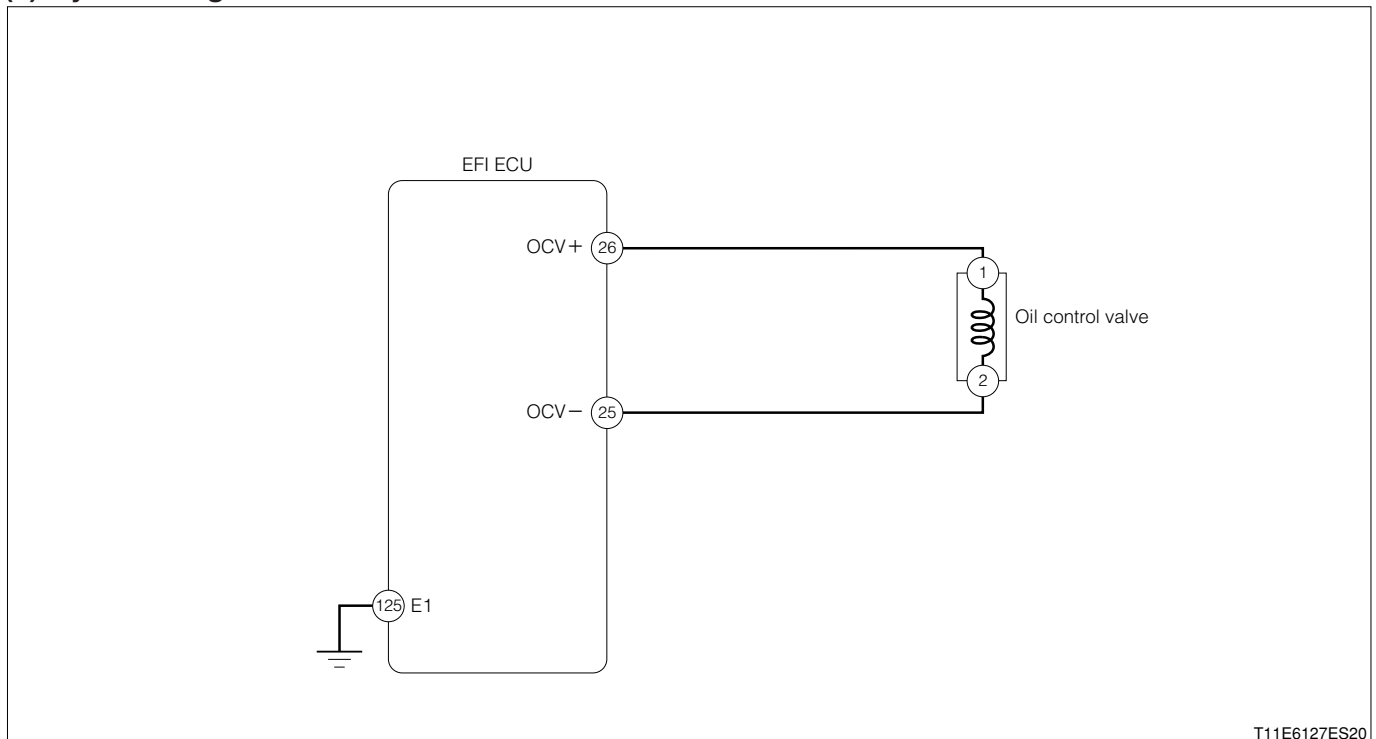 EFI ECU
OCV+ 26
1
Oil control valve
2
OCV− 25
125 E1
T11E6127ES20